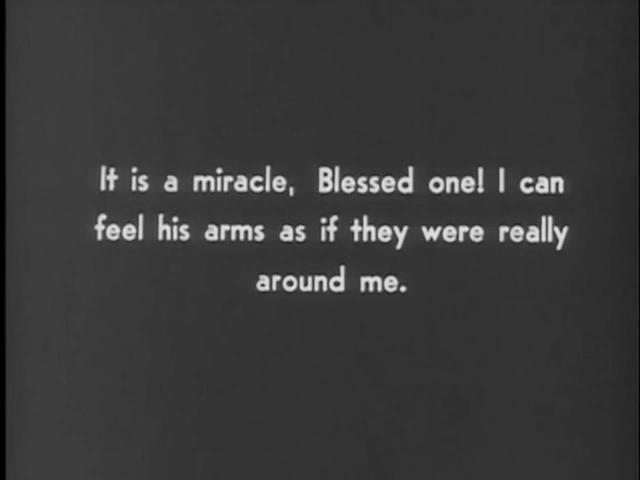 It is a miracle, Blessed one! I can
feel his arms as if they were really
around me.